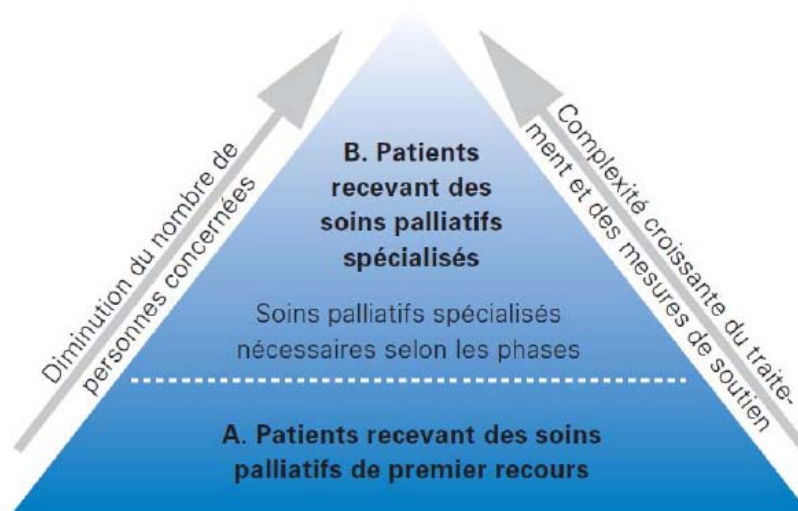 Diminution du nombre de
personnes concernées
Complexité croissante du traite-
ment et des mesures de soutien
B. Patients
recevant des
soins palliatifs
spécialisés
Soins palliatifs spécialisés
nécessaires selon les phases
A. Patients recevant des soins
palliatifs de premier recours